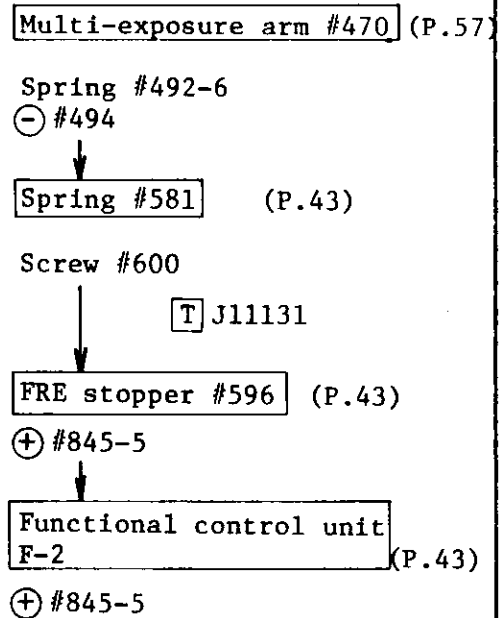 Multi-exposure arm #470 (P.57)
Spring #492-6
⊖ #494
Spring #581 (P.43)
Screw #600
T J11131
FRE stopper #596 (P.43)
⊕ #845-5
Functional control unit
F-2 (P.43)
⊕ #845-5